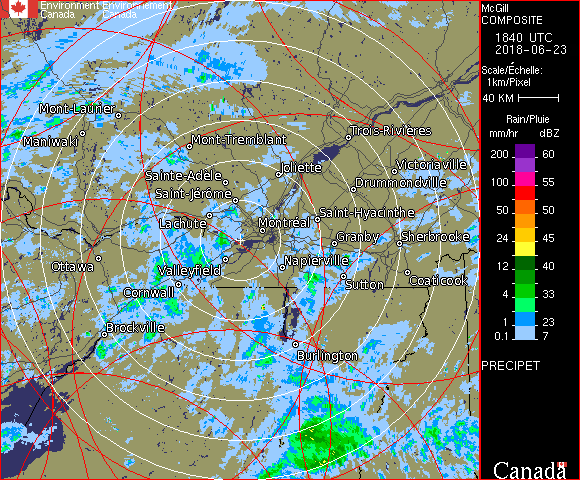 Environment Environnement
Canada Canada
McGill
COMPOSITE
1840 UTC
2018-06-23
Scale/Échelle:
1km/Pixel
40 KM
Rain/Pluie
mm/hr dBZ
200 60
100 55
50 50
24 45
12 40
4 33
2 23
0.1 7
PRECIPET
Canada
Mont-Laurier
Maniwaki
Mont-Tremblant
Trois-Rivières
Sainte-Adèle
Joliette
Victoriaville
Saint-Jérôme
Drummondville
Lachute
Montréal
Saint-Hyacinthe
Granby
Sherbrooke
Ottawa
Valleyfield
Napierville
Cornwall
Sutton
Coaticook
Brockville
Burlington